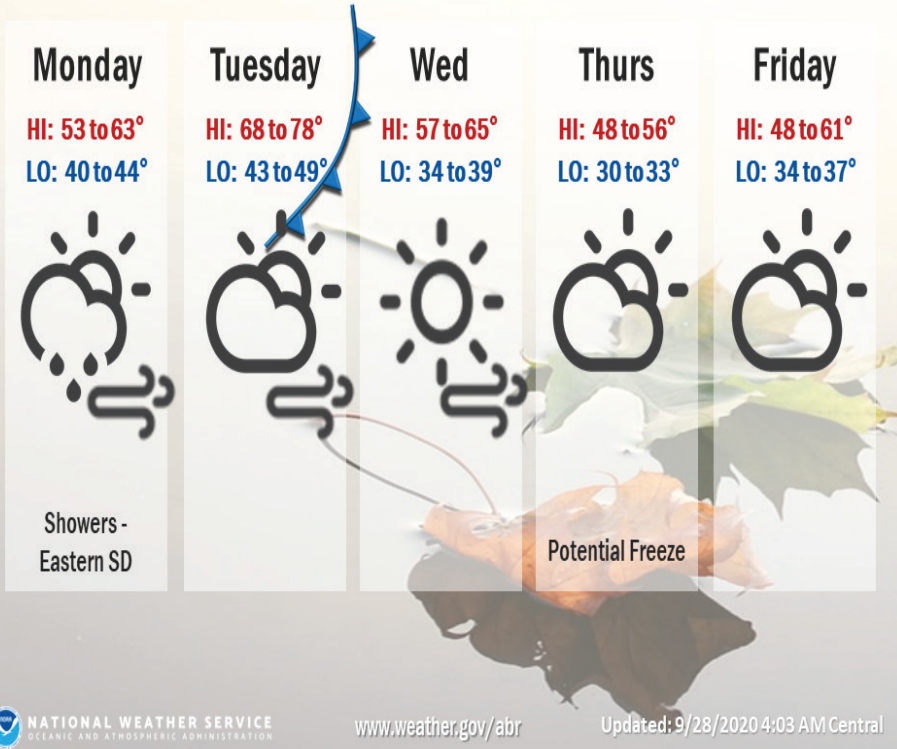 Monday
HI: 53 to 63°
LO: 40 to 44°
Showers -
Eastern SD
Tuesday
HI: 68 to 78°
LO: 43 to 49°
Wed
HI: 57 to 65°
LO: 34 to 39°
Thurs
HI: 48 to 56°
LO: 30 to 33°
Potential Freeze
Friday
HI: 48 to 61°
LO: 34 to 37°
NATIONAL WEATHER SERVICE
OCEANIC AND ATMOSPHERIC ADMINISTRATION
www.weather.gov/abr
Updated: 9/28/2020 4:03 AM Central